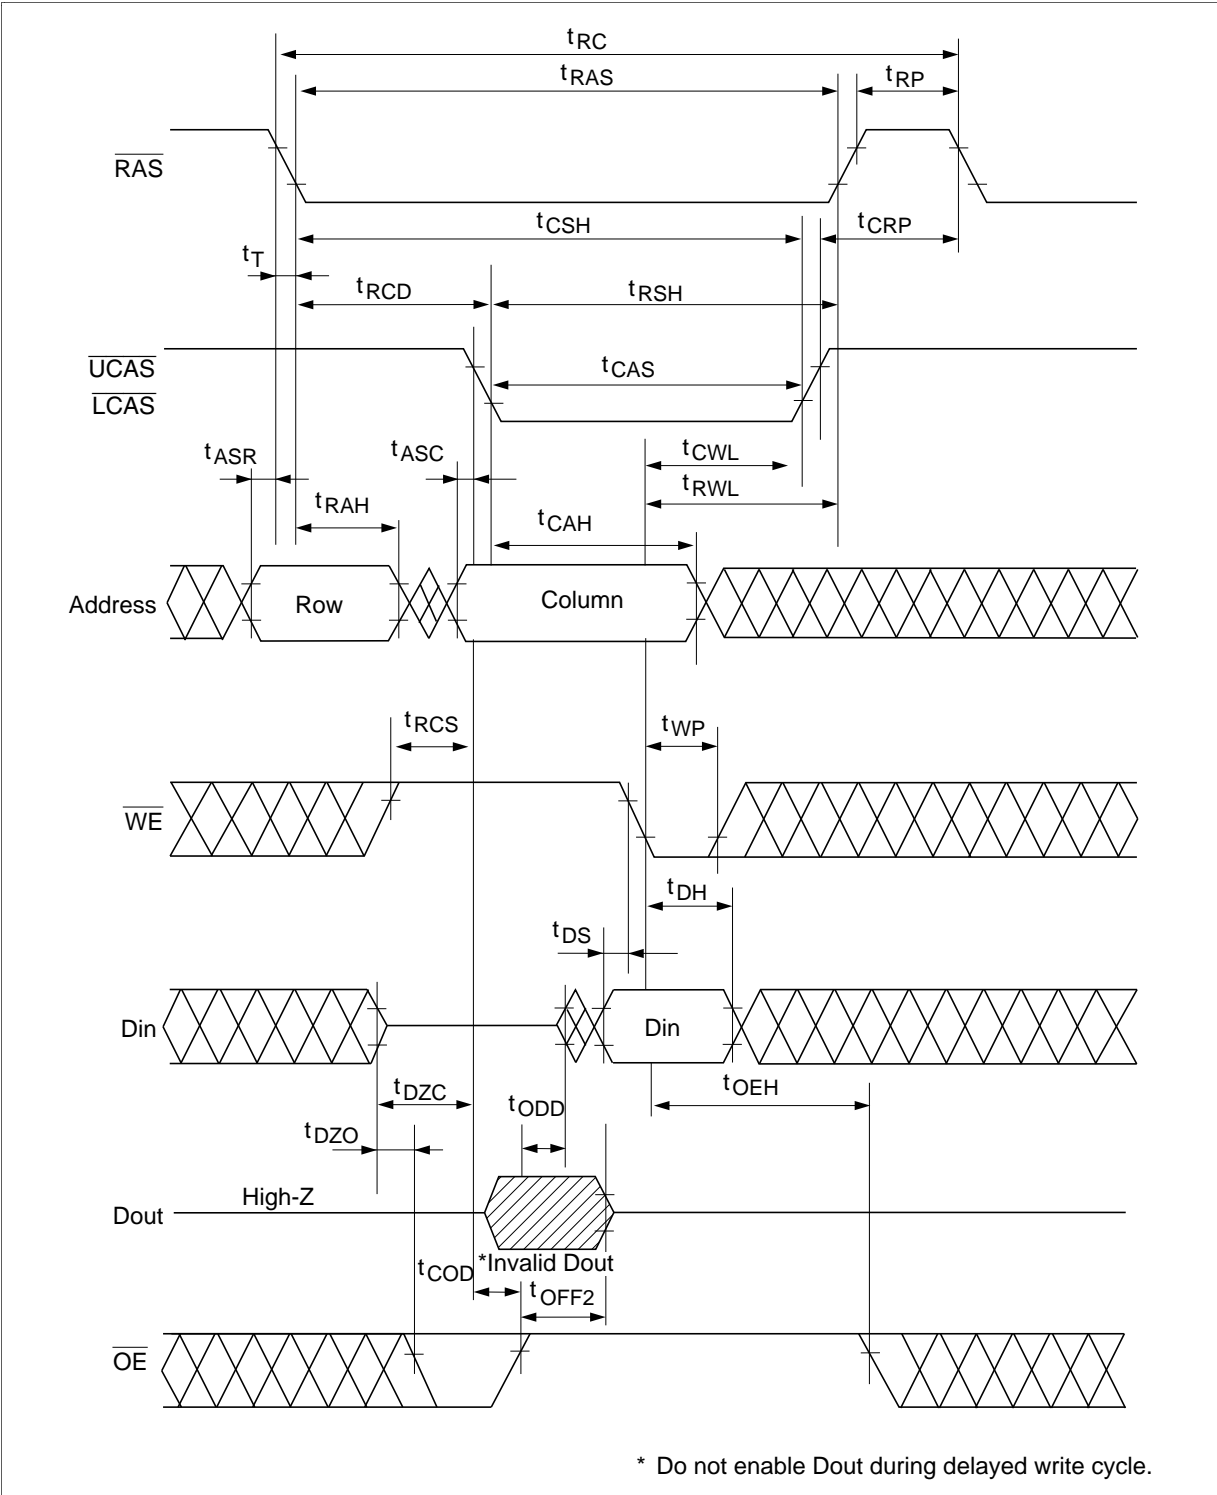 tRC
tRAS
tRP
RAS
tCSH
tCRP
tT
tRCD
tRSH
UCAS
tCAS
LCAS
tASR
tASC
tCWL
tRWL
tRAH
tCAH
Address
Row
Column
tRCS
tWP
WE
tDH
tDS
Din
Din
tDZC
tODD
tOEH
tDZO
High-Z
Dout
*Invalid Dout
tCOD
tOFF2
OE
* Do not enable Dout during delayed write cycle.